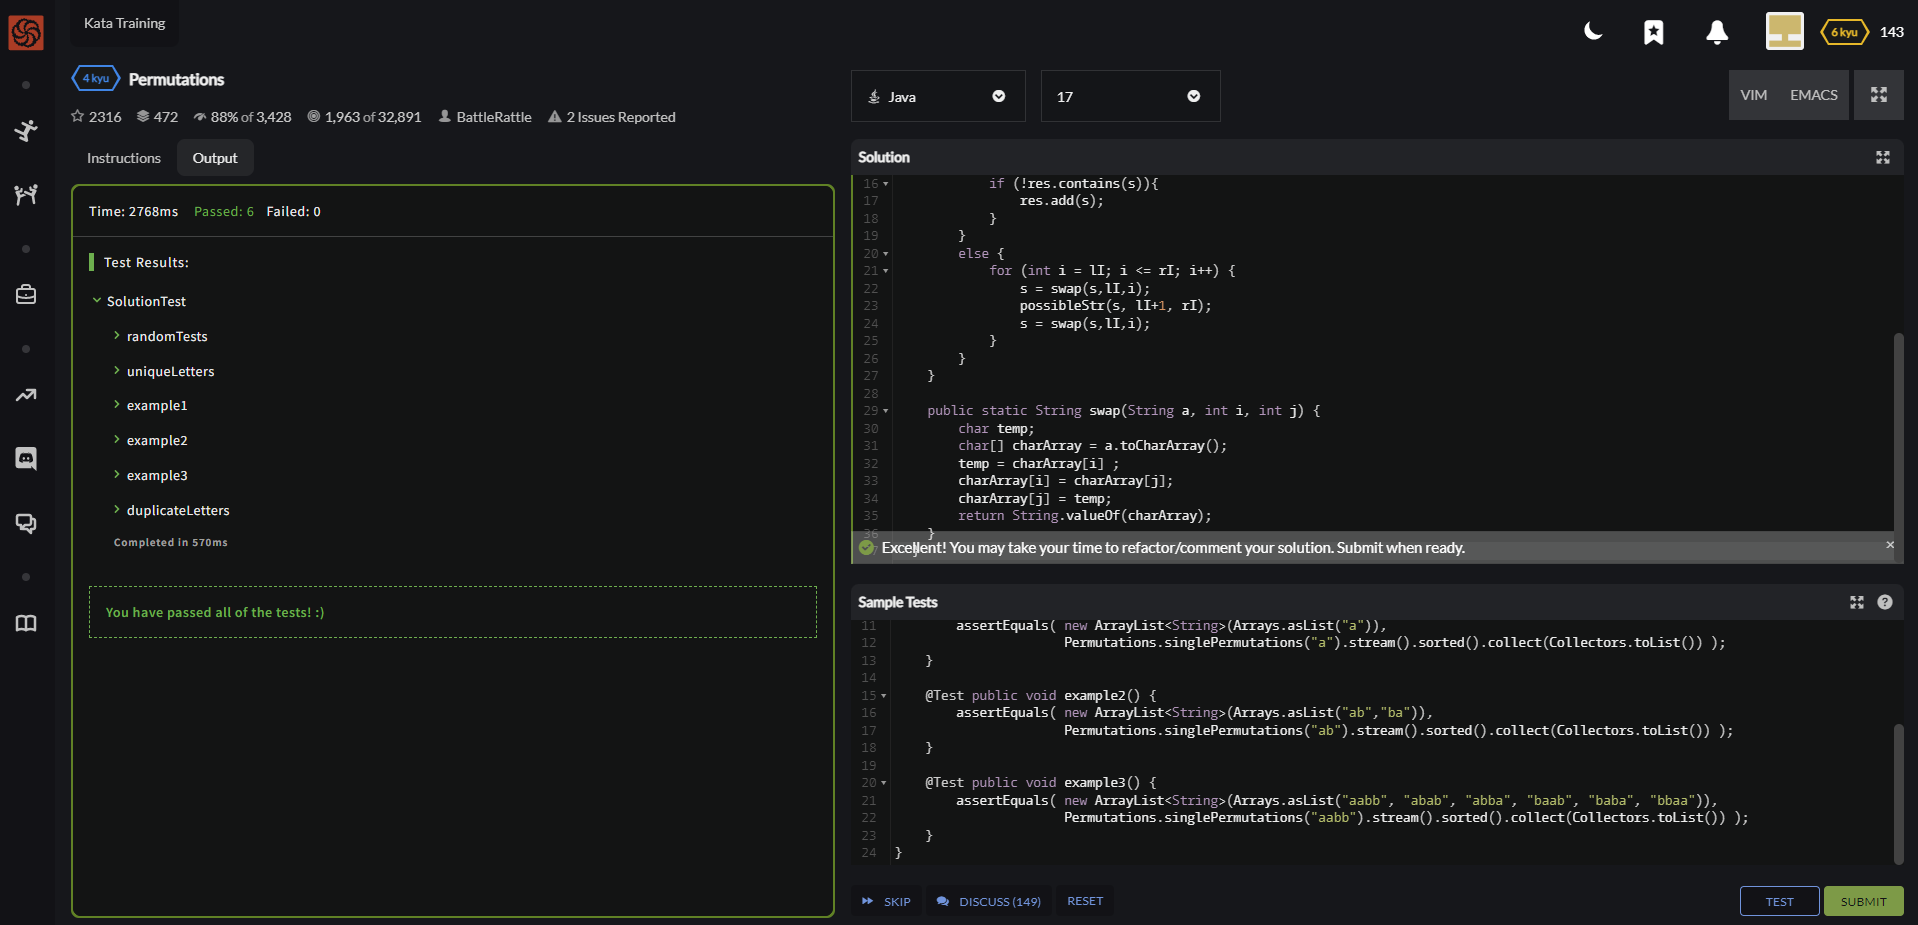 Kata Training
6 kyu 143
4 kyu Permutations
2316 472 88% of 3,428 1,963 of 32,891 BattleRattle 2 Issues Reported
Instructions Output
Time: 2768ms Passed: 6 Failed: 0
Test Results:
SolutionTest
randomTests
uniqueLetters
example1
example2
example3
duplicateLetters
Completed in 570ms
You have passed all of the tests! :)
Java 17 VIM EMACS
Solution
16 if (!res.contains(s)){
17 res.add(s);
18 }
19 }
20 else {
21 for (int i = lI; i <= rI; i++) {
22 s = swap(s,lI,i);
23 possibleStr(s, lI+1, rI);
24 s = swap(s,lI,i);
25 }
26 }
27 }
28
29 public static String swap(String a, int i, int j) {
30 char temp;
31 char[] charArray = a.toCharArray();
32 temp = charArray[i] ;
33 charArray[i] = charArray[j];
34 charArray[j] = temp;
35 return String.valueOf(charArray);
36 }
Excellent! You may take your time to refactor/comment your solution. Submit when ready. ×
Sample Tests ?
11 assertEquals( new ArrayList<String>(Arrays.asList("a")),
12 Permutations.singlePermutations("a").stream().sorted().collect(Collectors.toList()) );
13 }
14
15 @Test public void example2() {
16 assertEquals( new ArrayList<String>(Arrays.asList("ab","ba")),
17 Permutations.singlePermutations("ab").stream().sorted().collect(Collectors.toList()) );
18 }
19
20 @Test public void example3() {
21 assertEquals( new ArrayList<String>(Arrays.asList("aabb", "abab", "abba", "baab", "baba", "bbaa")),
22 Permutations.singlePermutations("aabb").stream().sorted().collect(Collectors.toList()) );
23 }
24 }
SKIP DISCUSS (149) RESET TEST SUBMIT